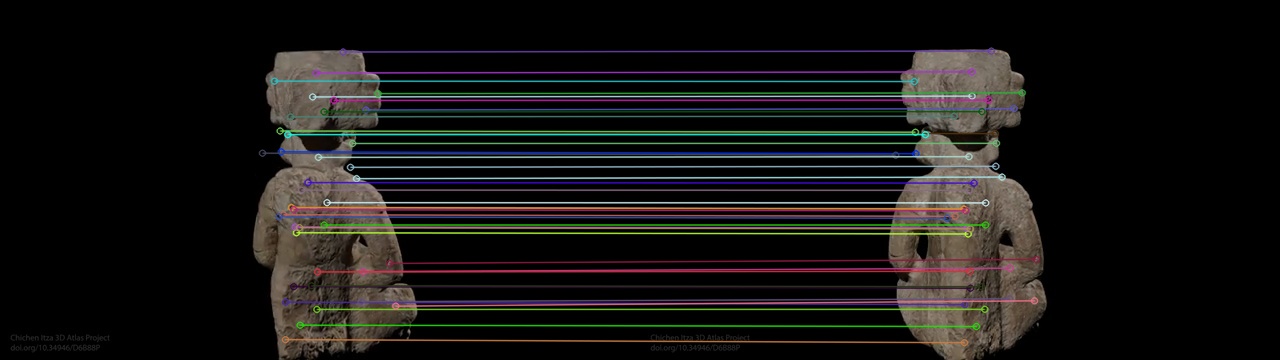 Chichen Itza 3D Atlas Project
doi.org/10.34946/D6B88P
Chichen Itza 3D Atlas Project
doi.org/10.34946/D6B88P